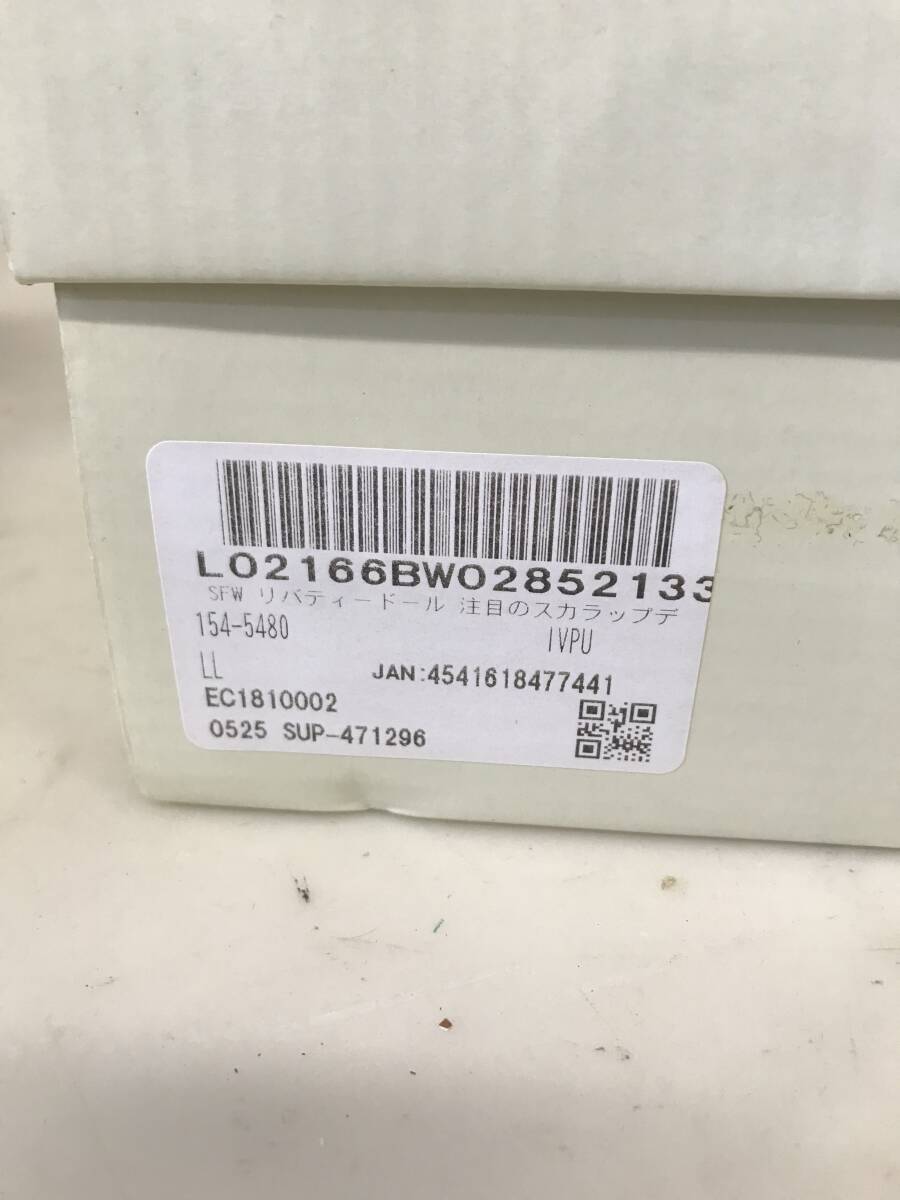 LO2166BW02852133
SFW リバティードール 注目のスカラップデ
154-5480 IVPU
LL JAN:4541618477441
EC1810002
0525 SUP-471296